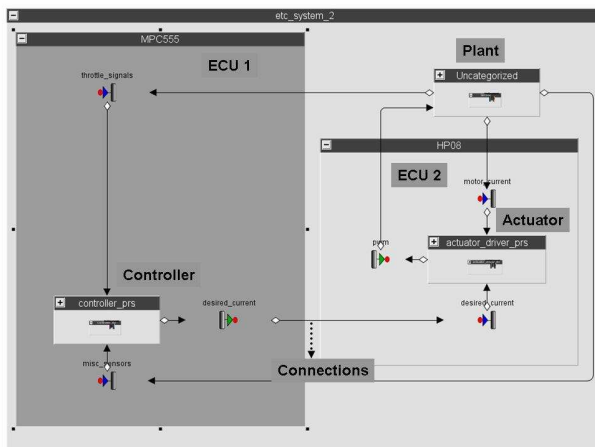 etc_system_2
MPC555
ECU 1
Plant
throttle_signals
Uncategorized
HP08
ECU 2
motor_current
Actuator
pwm
actuator_driver_prs
Controller
controller_prs
desired_current
desired_current
misc_sensors
Connections